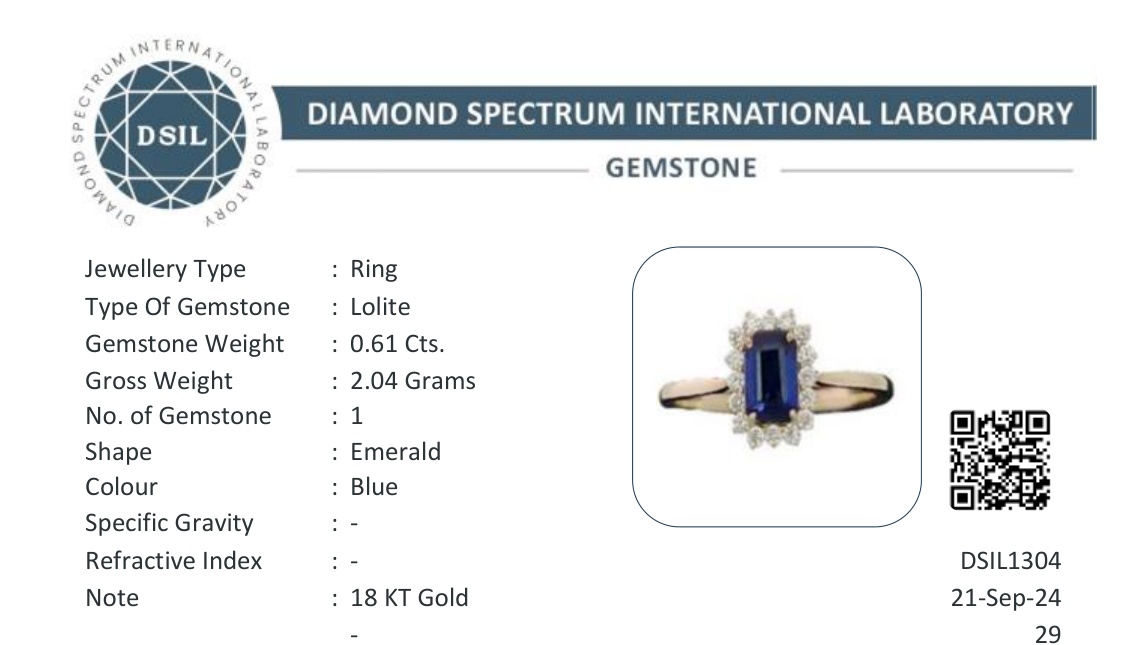 DIAMOND SPECTRUM INTERNATIONAL LABORATORY
DSIL
DIAMOND SPECTRUM INTERNATIONAL LABORATORY
GEMSTONE
Jewellery Type : Ring
Type Of Gemstone : Lolite
Gemstone Weight : 0.61 Cts.
Gross Weight : 2.04 Grams
No. of Gemstone : 1
Shape : Emerald
Colour : Blue
Specific Gravity : -
Refractive Index : -
DSIL1304
Note : 18 KT Gold
21-Sep-24
-
29